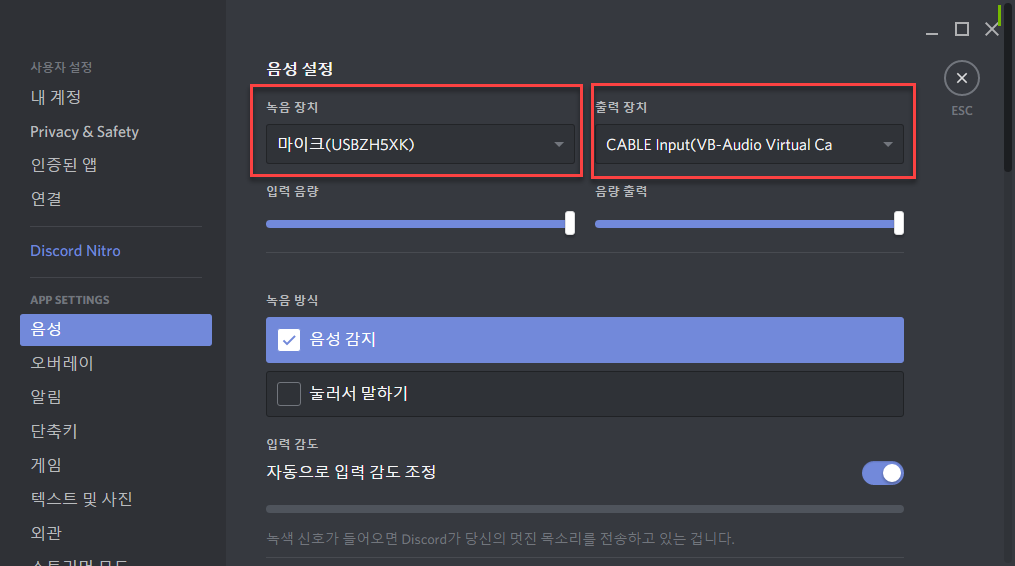 사용자 설정
내 계정
Privacy & Safety
인증된 앱
연결
Discord Nitro
APP SETTINGS
음성
오버레이
알림
단축키
게임
텍스트 및 사진
외관
스트리머 모드
음성 설정
녹음 장치
마이크(USBZH5XK)
입력 음량
출력 장치
CABLE Input(VB-Audio Virtual Ca
음량 출력
녹음 방식
음성 감지
눌러서 말하기
입력 감도
자동으로 입력 감도 조정
녹색 신호가 들어오면 Discord가 당신의 멋진 목소리를 전송하고 있는 겁니다.
ESC